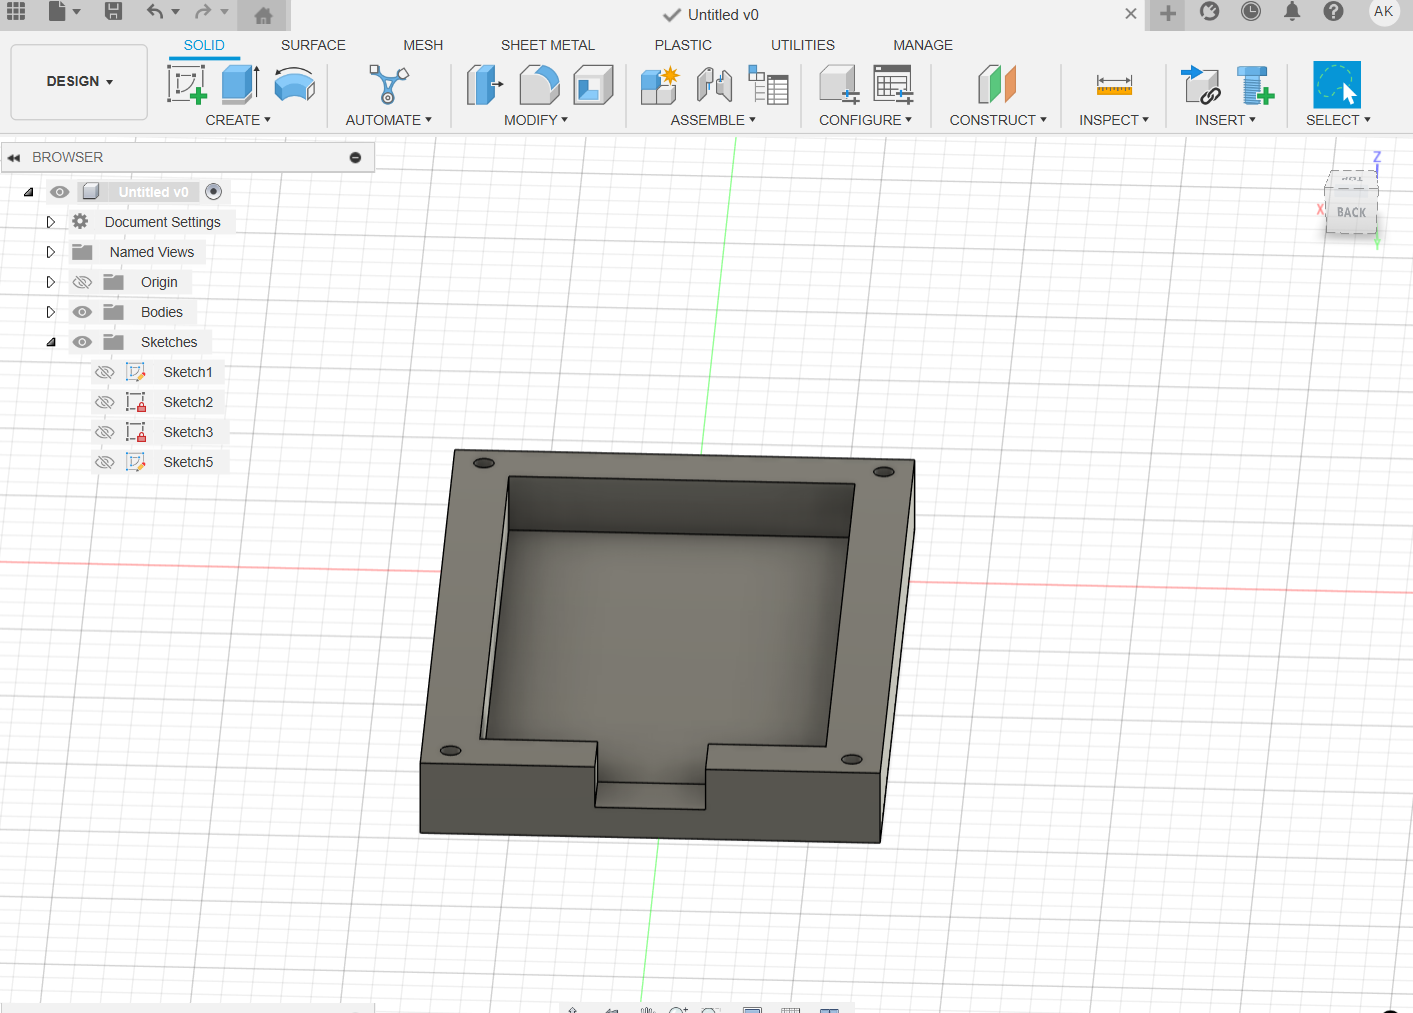 Untitled v0
AK
DESIGN
SOLID SURFACE MESH SHEET METAL PLASTIC UTILITIES MANAGE
CREATE AUTOMATE MODIFY ASSEMBLE CONFIGURE CONSTRUCT INSPECT INSERT SELECT
BROWSER
Untitled v0
Document Settings
Named Views
Origin
Bodies
Sketches
Sketch1
Sketch2
Sketch3
Sketch5
Z
TOP
X
BACK